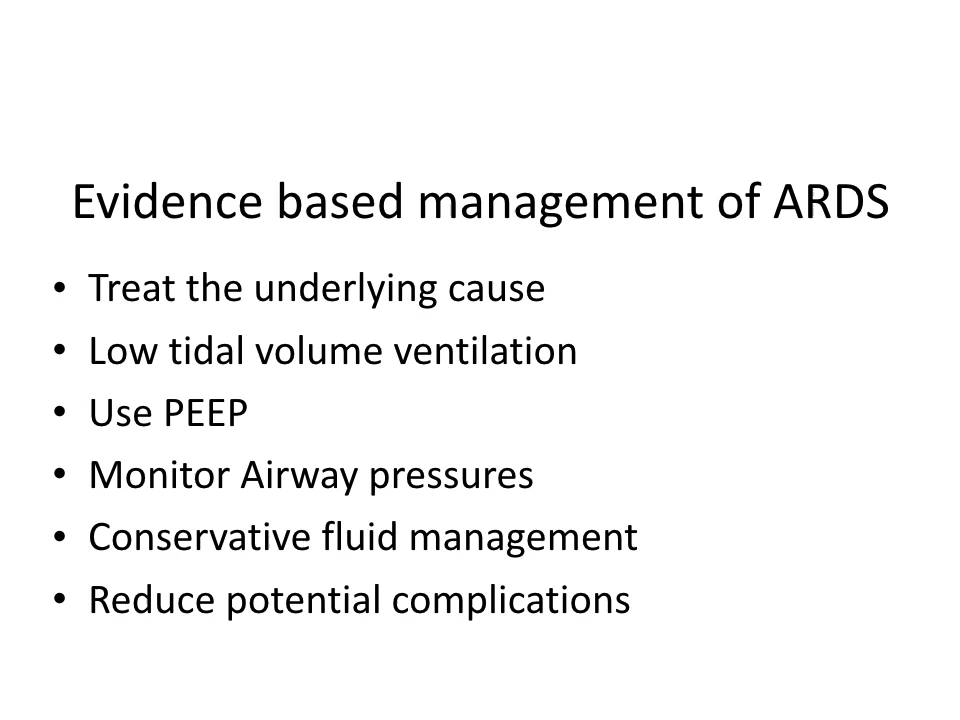 Evidence based management of ARDS
• Treat the underlying cause
• Low tidal volume ventilation
• Use PEEP
• Monitor Airway pressures
• Conservative fluid management
• Reduce potential complications